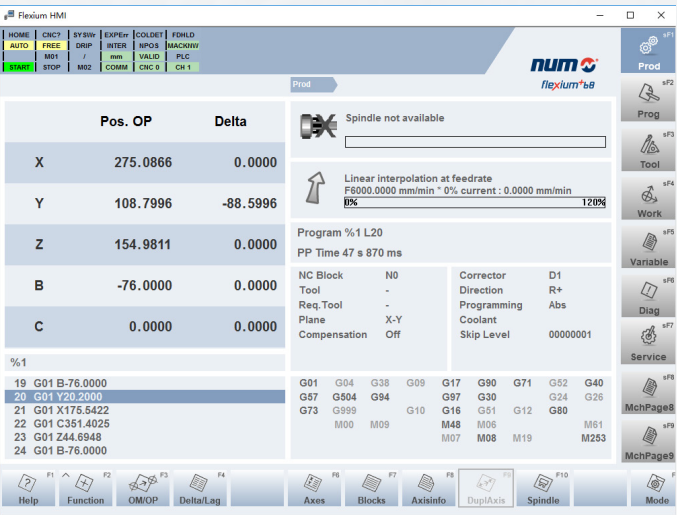 Flexium HMI
HOME CNC? SYSWr EXPErr COLDET FDHLD
AUTO FREE DRIP INTER NPOS MACKNW
M01 / mm VALID PLC
START STOP M02 COMM CNC 0 CH 1
num
flexium+68
Prod
Pos. OP Delta
X 275.0866 0.0000
Y 108.7996 -88.5996
Z 154.9811 0.0000
B -76.0000 0.0000
C 0.0000 0.0000
%1
19 G01 B-76.0000
20 G01 Y20.2000
21 G01 X175.5422
22 G01 C351.4025
23 G01 Z44.6948
24 G01 B-76.0000
Spindle not available
Linear interpolation at feedrate
F6000.0000 mm/min * 0% current : 0.0000 mm/min
0% 120%
Program %1 L20
PP Time 47 s 870 ms
NC Block N0
Tool -
Req.Tool -
Plane X-Y
Compensation Off
Corrector D1
Direction R+
Programming Abs
Coolant
Skip Level 00000001
G01 G04 G38 G09 G17 G90 G71 G52 G40
G57 G504 G94 G97 G30 G24 G26
G73 G999 G10 G16 G51 G12 G80
M00 M09 M48 M06 M61
M07 M08 M19 M253
sF1
Prod
sF2
Prog
sF3
Tool
sF4
Work
sF5
Variable
sF6
Diag
sF7
Service
sF8
MchPage8
sF9
MchPage9
F1
Help
F2
Function
F3
OM/OP
F4
Delta/Lag
F6
Axes
F7
Blocks
F8
Axisinfo
DuplAxis
F10
Spindle
Mode